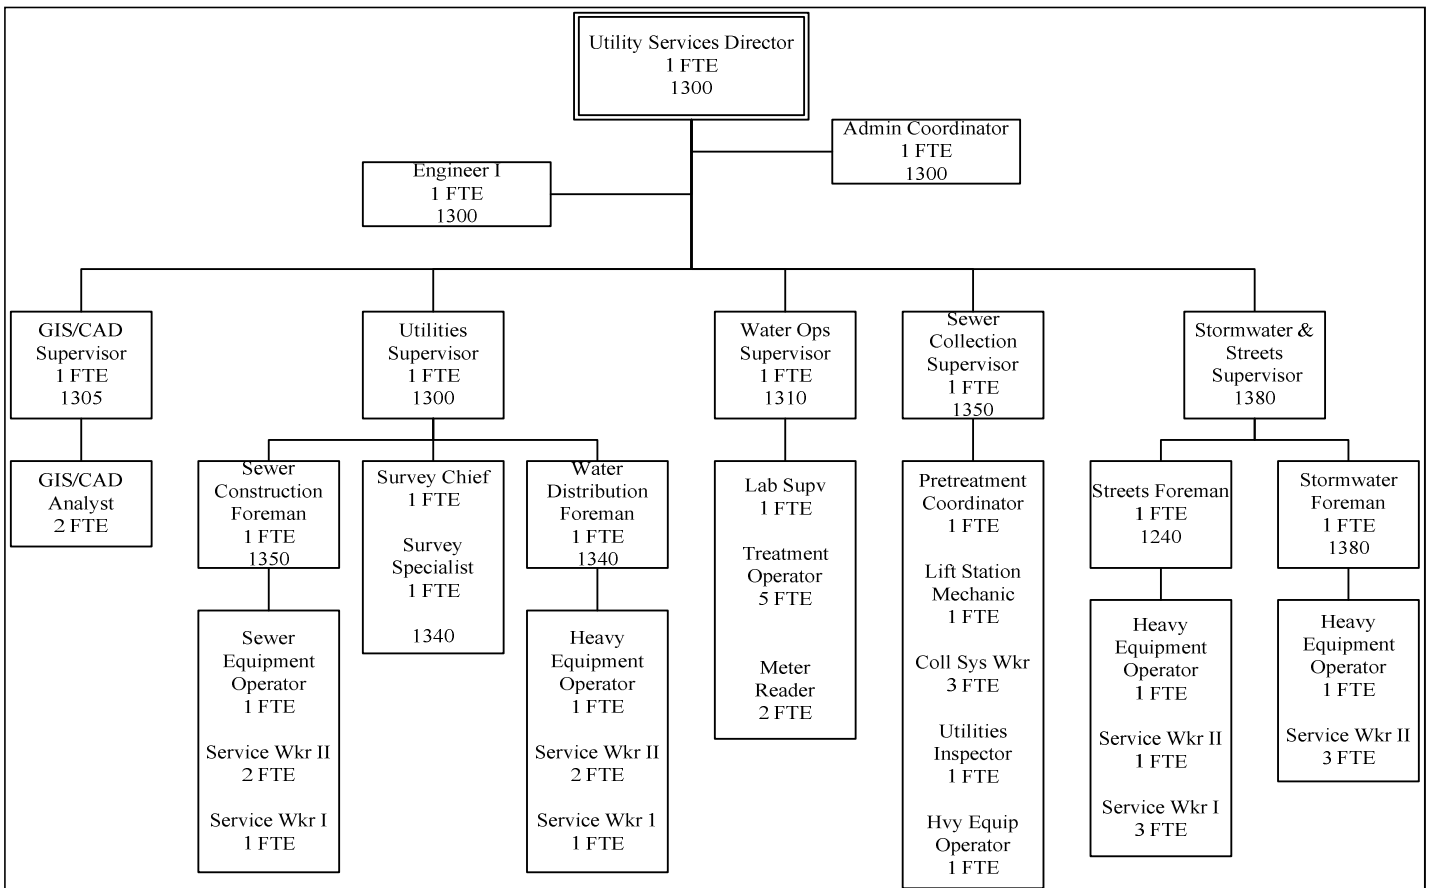 Utility Services Director
1 FTE
1300
Admin Coordinator
1 FTE
1300
Engineer I
1 FTE
1300
GIS/CAD
Supervisor
1 FTE
1305
Utilities
Supervisor
1 FTE
1300
Water Ops
Supervisor
1 FTE
1310
Sewer
Collection
Supervisor
1 FTE
1350
Stormwater &
Streets
Supervisor
1380
GIS/CAD
Analyst
2 FTE
Sewer
Construction
Foreman
1 FTE
1350
Survey Chief
1 FTE
Survey
Specialist
1 FTE
1340
Water
Distribution
Foreman
1 FTE
1340
Lab Supv
1 FTE
Treatment
Operator
5 FTE
Meter
Reader
2 FTE
Pretreatment
Coordinator
1 FTE
Lift Station
Mechanic
1 FTE
Coll Sys Wkr
3 FTE
Utilities
Inspector
1 FTE
Hvy Equip
Operator
1 FTE
Streets Foreman
1 FTE
1240
Stormwater
Foreman
1 FTE
1380
Sewer
Equipment
Operator
1 FTE
Service Wkr II
2 FTE
Service Wkr I
1 FTE
Heavy
Equipment
Operator
1 FTE
Service Wkr II
2 FTE
Service Wkr 1
1 FTE
Heavy
Equipment
Operator
1 FTE
Service Wkr II
1 FTE
Service Wkr I
3 FTE
Heavy
Equipment
Operator
1 FTE
Service Wkr II
3 FTE